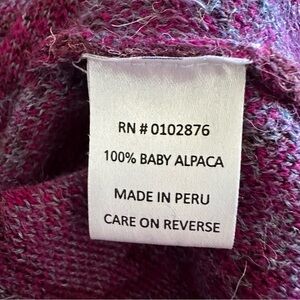 RN # 0102876
100% BABY ALPACA
MADE IN PERU
CARE ON REVERSE